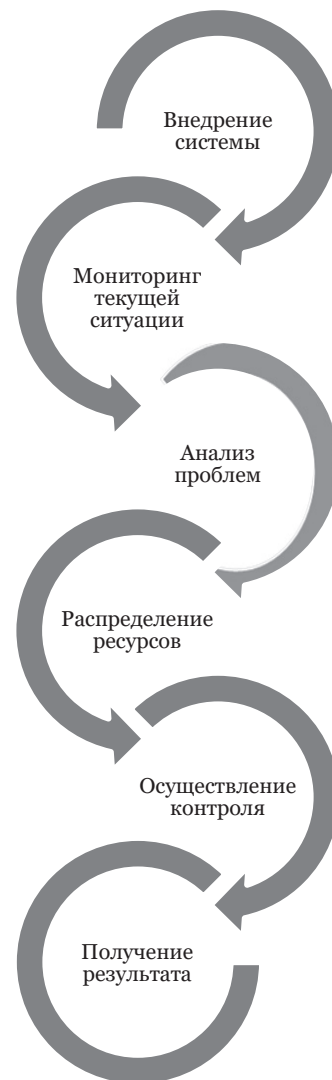 Внедрение
системы
Мониторинг
текущей
ситуации
Анализ
проблем
Распределение
ресурсов
Осуществление
контроля
Получение
результата